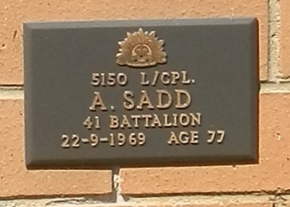 5150 L/CPL.
A. SADD
41 BATTALION
22-9-1969 AGE 77